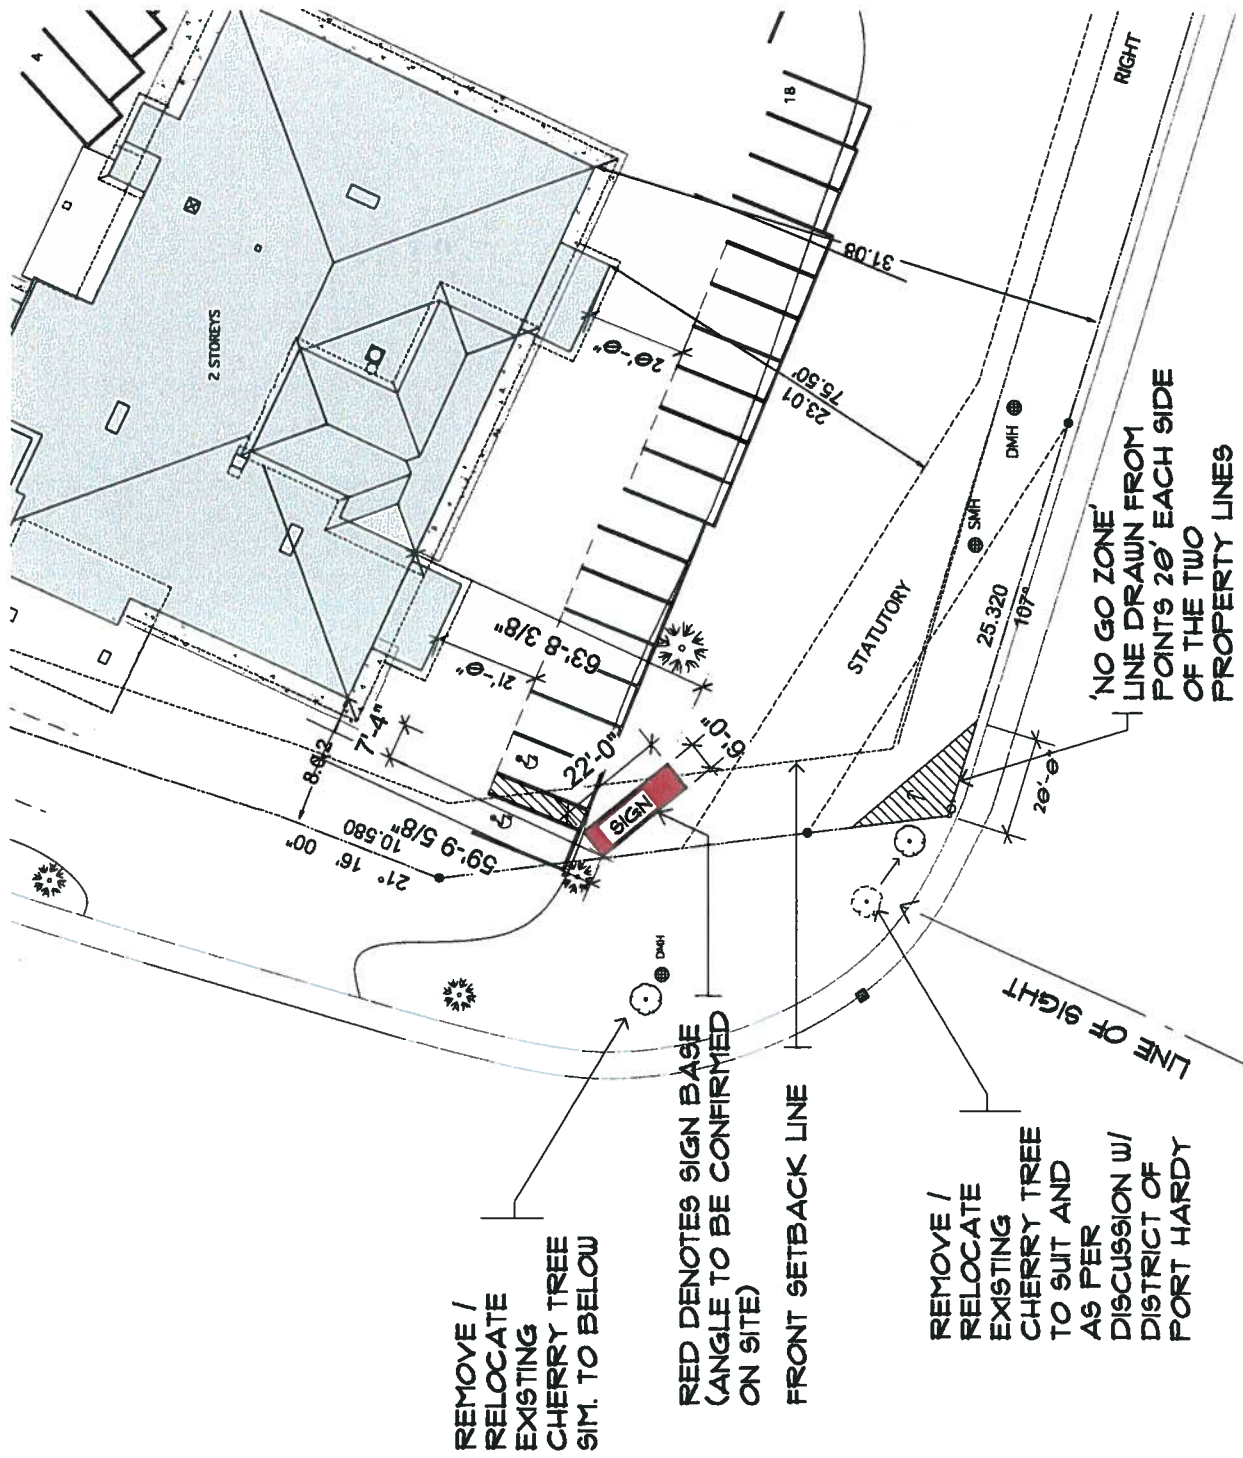 4
2 STOREYS
18
RIGHT
31.08
20'-0"
23.01
75.50'
DMH
SMH
STATUTORY
25.320
107°
'NO GO ZONE'
LINE DRAWN FROM
POINTS 20' EACH SIDE
OF THE TWO
PROPERTY LINES
63'-8 3/8"
21'-0"
7'-4"
8.012
22'-0"
6'-0"
SIGN
20'-0"
59'-9 5/8"
10.580
21° 16' 00"
DMH
LINE OF SIGHT
REMOVE /
RELOCATE
EXISTING
CHERRY TREE
SIM. TO BELOW
RED DENOTES SIGN BASE
(ANGLE TO BE CONFIRMED
ON SITE)
FRONT SETBACK LINE
REMOVE /
RELOCATE
EXISTING
CHERRY TREE
TO SUIT AND
AS PER
DISCUSSION W/
DISTRICT OF
PORT HARDY